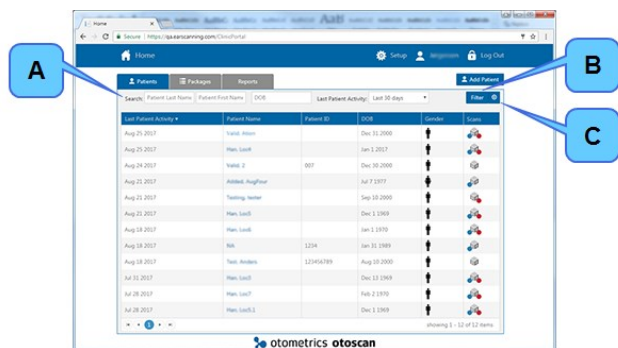 Home
Secure https://qa.earscanning.com/ClinicPortal
Home Setup Log Out
A
B
C
Patients Packages Reports Add Patient
Search: Patient Last Name Patient First Name DOB Last Patient Activity: Last 30 days Filter
Last Patient Activity Patient Name Patient ID DOB Gender Scans
Aug 25 2017 Valid, Adam Dec 31 2000
Aug 25 2017 Han, Loo4 Jan 1 2017
Aug 24 2017 Valid, 2 007 Dec 30 2000
Aug 21 2017 Added, AugFour Jul 7 1977
Aug 21 2017 Testing, tester Sep 10 2000
Aug 21 2017 Han, Loo5 Dec 1 1969
Aug 18 2017 Han, Loo6 Jan 1 1970
Aug 18 2017 NA 1234 Jan 31 1989
Aug 18 2017 Test, Anders 123456789 Aug 10 2000
Jul 31 2017 Han, Loo3 Dec 13 1969
Jul 28 2017 Han, Loo7 Feb 2 1970
Jul 28 2017 Han, Loo5.1 Dec 1 1969
1 showing 1 - 12 of 12 items
otometrics otoscan